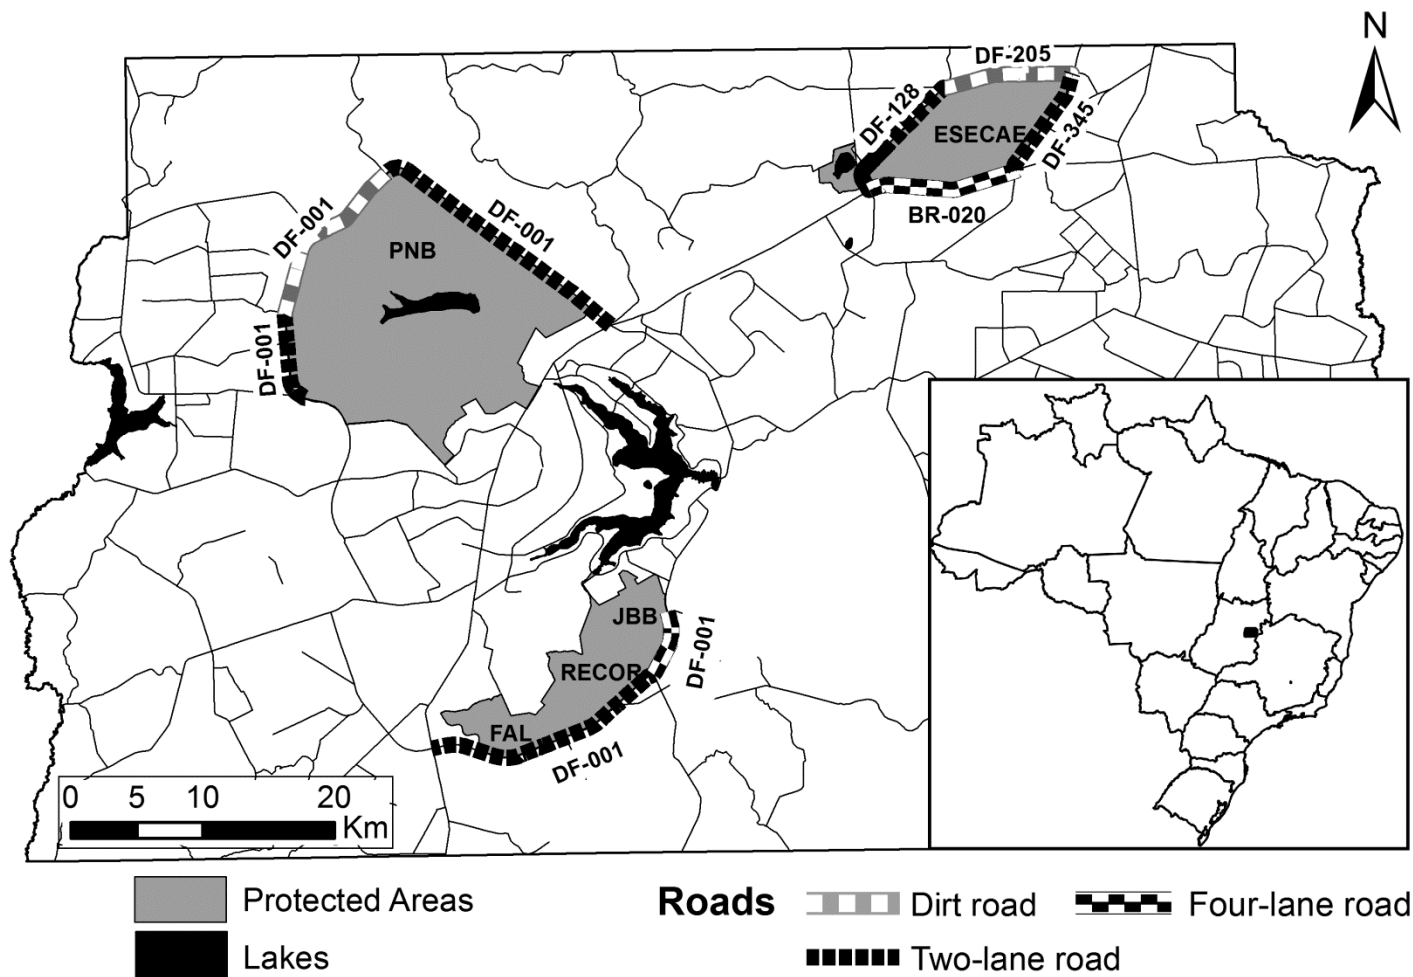 N
DF-205
DF-128
ESECAE
DF-345
BR-020
DF-001
DF-001
PNB
DF-001
JBB
RECOR
DF-001
FAL
DF-001
0 5 10 20
Km
Protected Areas
Lakes
Roads
Dirt road
Four-lane road
Two-lane road